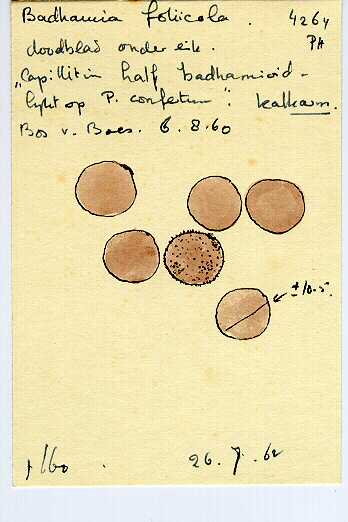 Badhamia foliicola. 4264
doodblad onder eik. PA
"Capillitium half badhamioid -
lijkt op P. confertum". kalkarm.
Bos v. Baes. 6.8.60
± 10.5.
26.7.62